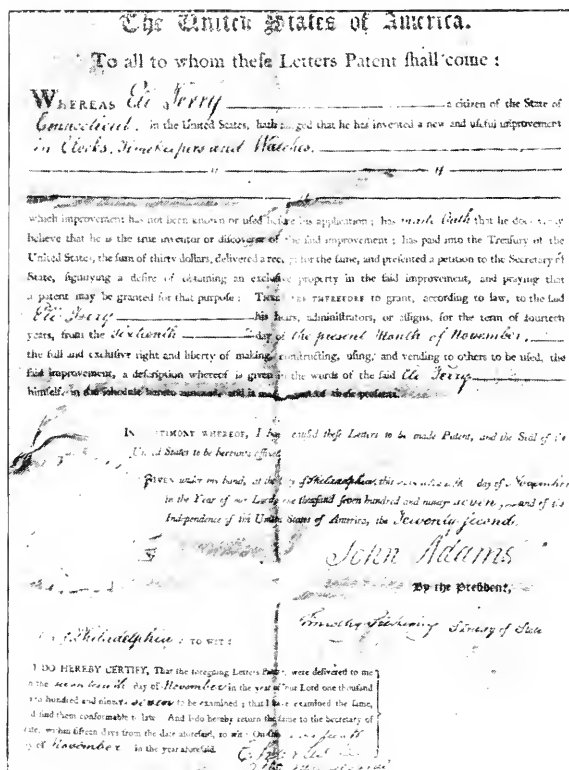 The United States of America.
To all to whom theſe Letters Patent ſhall come :
WHEREAS Eli Terry a citizen of the State of
Connecticut, in the United States, hath alleged that he has invented a new and uſeful improvement
in Clocks, Timekeepers and Watches.
" "
which improvement has not been known or uſed before his application ; has made Oath that he does verily
believe that he is the true inventor or diſcoverer of the ſaid improvement ; has paid into the Treaſury of the
United States, the ſum of thirty dollars, delivered a receipt for the ſame, and preſented a petition to the Secretary of
State, ſignifying a deſire of obtaining an excluſive property in the ſaid improvement, and praying that
a patent may be granted for that purpoſe : THESE ARE THEREFORE to grant, according to law, to the ſaid
Eli Terry his heirs, adminiſtrators, or aſſigns, for the term of fourteen
years, from the Sixteenth day of the present Month of November,
the full and excluſive right and liberty of making, conſtructing, uſing, and vending to others to be uſed, the
ſaid improvement, a deſcription whereof is given in the words of the ſaid Eli Terry
himſelf, in the ſchedule hereto annexed, and is made a part of theſe preſents.
IN TESTIMONY WHEREOF, I have cauſed theſe Letters to be made Patent, and the Seal of the
United States to be hereunto affixed.
GIVEN under my hand, at the City of Philadelphia, this day of November
in the Year of our Lord, one thouſand ſeven hundred and ninety seven, and of the
Independence of the United States of America, the Twenty second.
John Adams
By the Preſident,
Timothy Pickering Secretary of State
City of Philadelphia : TO WIT :
I DO HEREBY CERTIFY, That the foregoing Letters Patent, were delivered to me
on the day of November in the year of our Lord one thouſand
ſeven hundred and ninety seven to be examined ; that I have examined the ſame,
and find them conformable to law. And I do hereby return the ſame to the Secretary of
State, within fifteen days from the date aforeſaid, to wit : On this
day of November in the year aforeſaid.